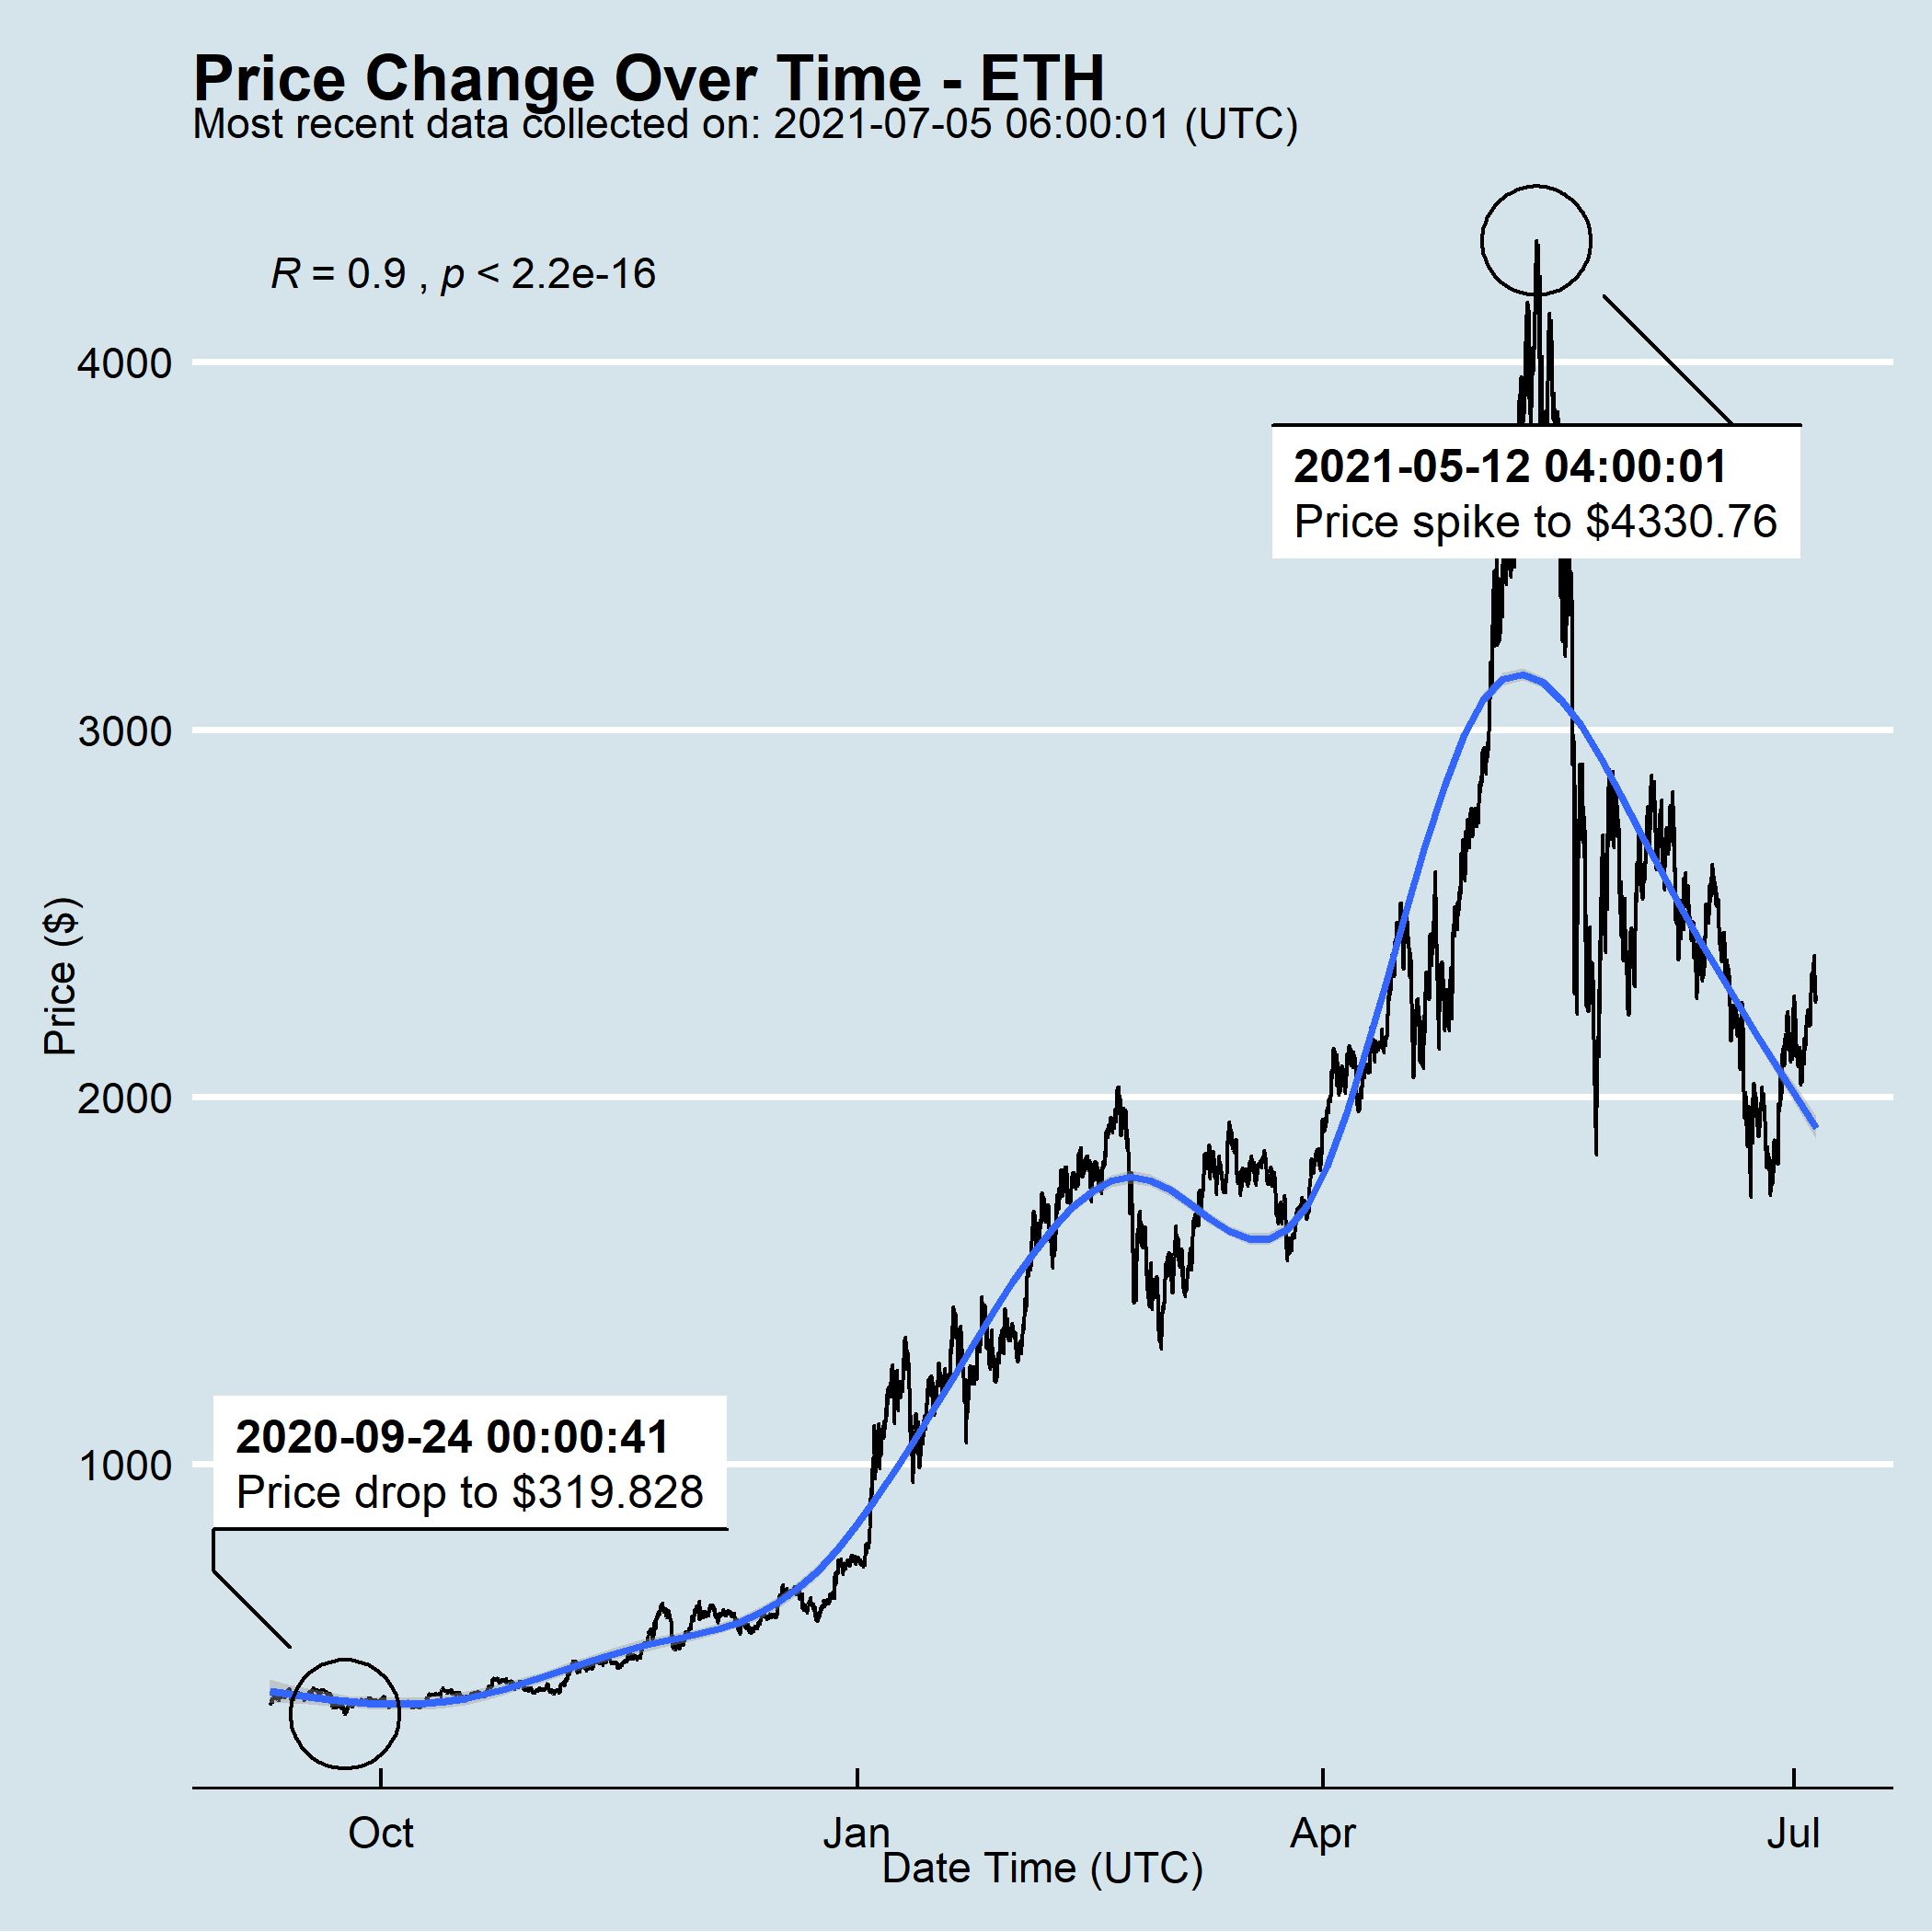 Price Change Over Time - ETH
Most recent data collected on: 2021-07-05 06:00:01 (UTC)
R = 0.9 , p < 2.2e-16
4000
2021-05-12 04:00:01
Price spike to $4330.76
3000
Price ($)
2000
2020-09-24 00:00:41
Price drop to $319.828
1000
Oct
Jan
Apr
Jul
Date Time (UTC)